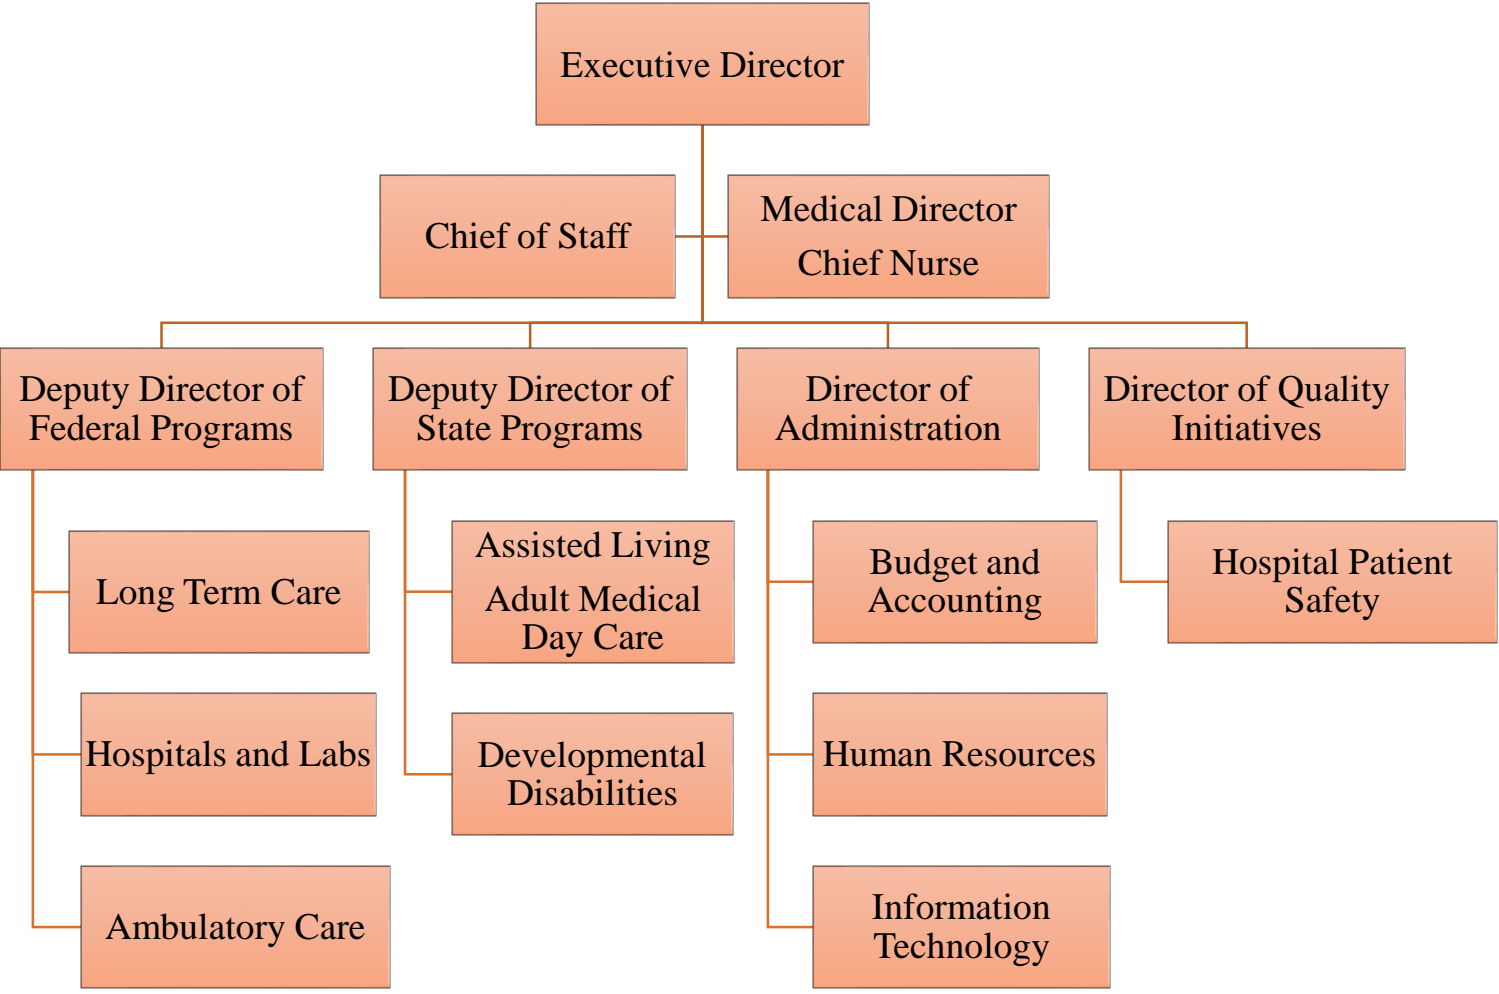 Executive Director
Chief of Staff
Medical Director
Chief Nurse
Deputy Director of
Federal Programs
Deputy Director of
State Programs
Director of
Administration
Director of Quality
Initiatives
Long Term Care
Assisted Living
Adult Medical
Day Care
Budget and
Accounting
Hospital Patient
Safety
Hospitals and Labs
Developmental
Disabilities
Human Resources
Ambulatory Care
Information
Technology